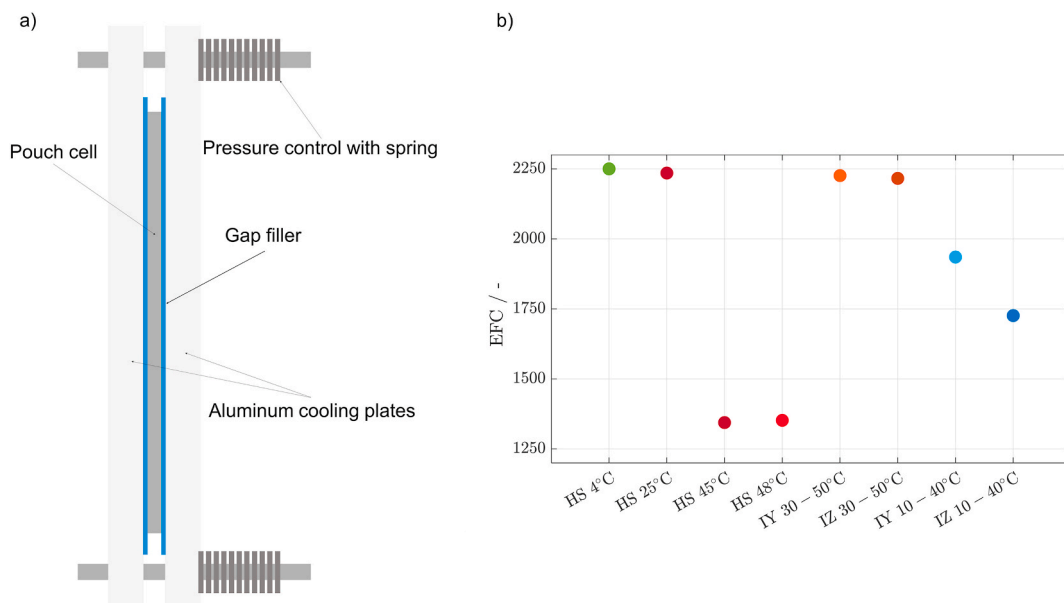 a)
Pouch cell
Pressure control with spring
Gap filler
Aluminum cooling plates
b)
EFC / -
2250
2000
1750
1500
1250
HS 4°C
HS 25°C
HS 45°C
HS 48°C
IY 30 − 50°C
IZ 30 − 50°C
IY 10 − 40°C
IZ 10 − 40°C